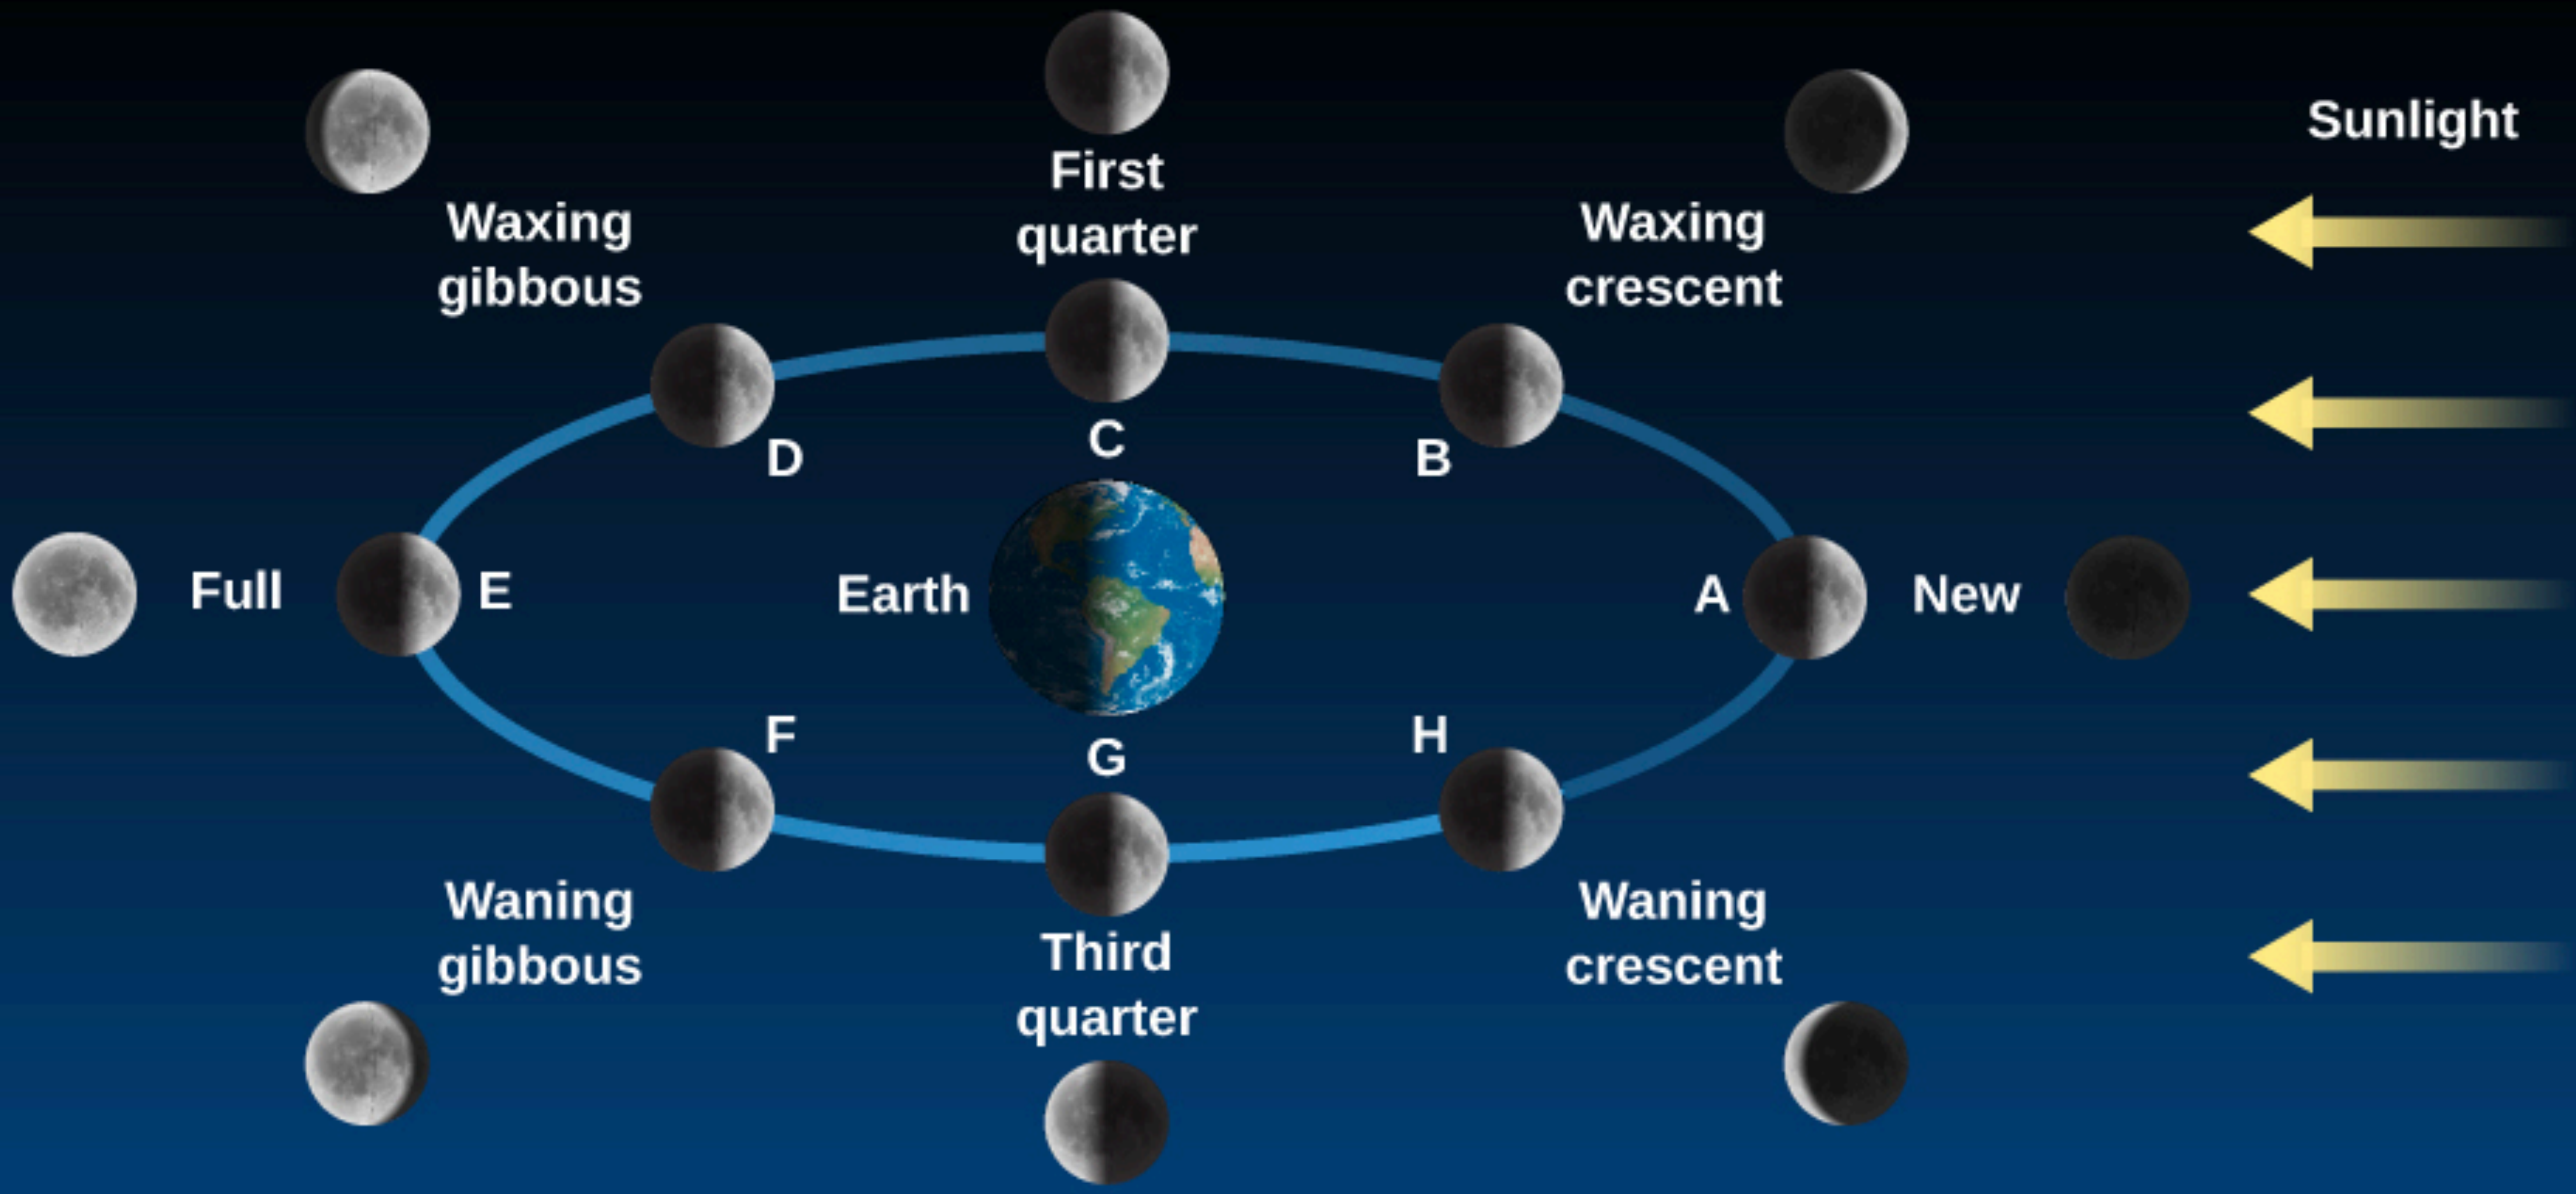 Sunlight
First
quarter
Waxing
gibbous
Waxing
crescent
C
D
B
Full
E
Earth
A
New
F
G
H
Waning
gibbous
Third
quarter
Waning
crescent